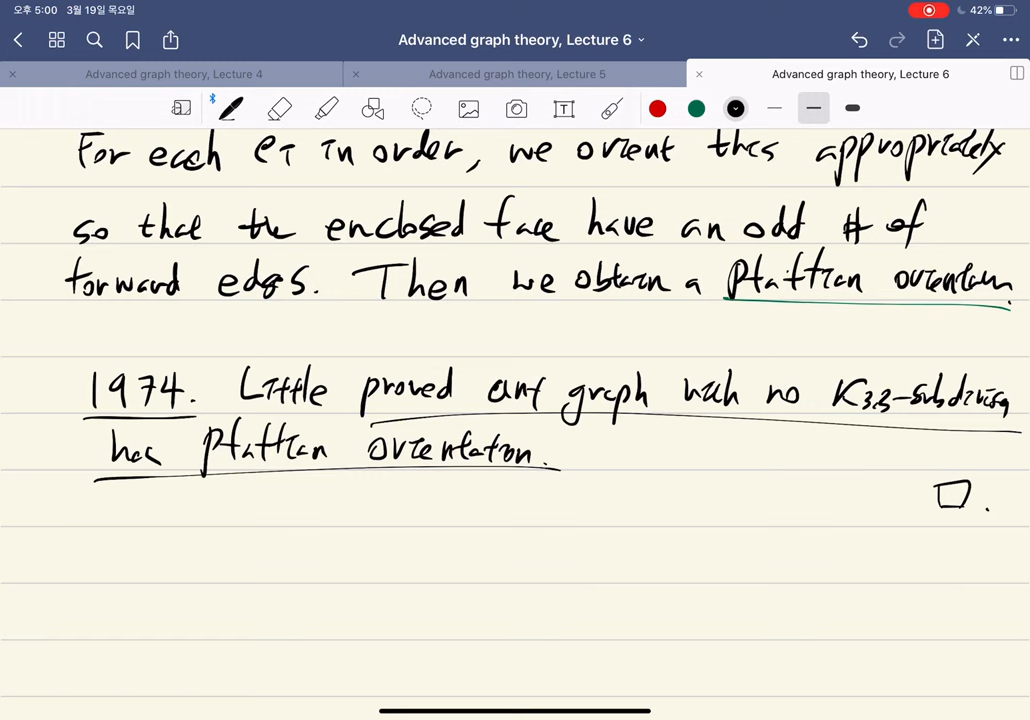 오후 5:00 3월 19일 목요일 42%
Advanced graph theory, Lecture 6
Advanced graph theory, Lecture 4
Advanced graph theory, Lecture 5
Advanced graph theory, Lecture 6
For each ei in order, we orient this appropriately
so that the enclosed face have an odd # of
forward edges. Then we obtain a Pfaffian orientation.
1974. Little proved any graph with no K3,3-subdivision
has Pfaffian orientation.
□.